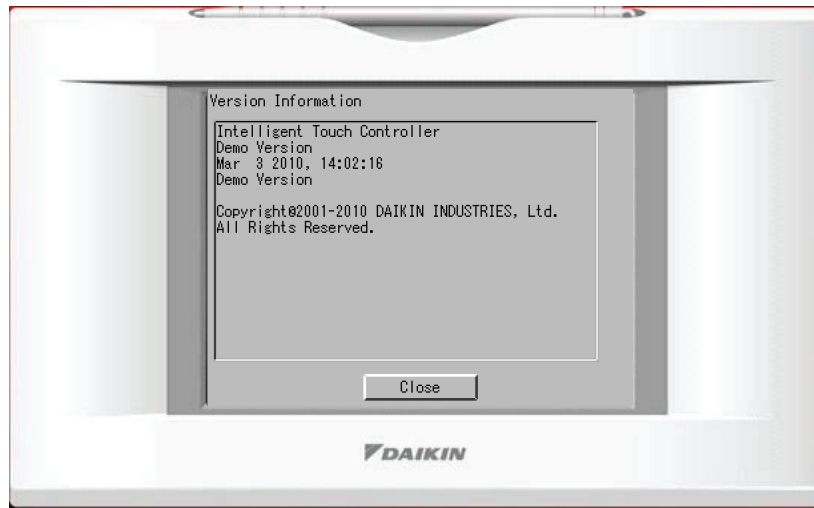 Version Information
Intelligent Touch Controller
Demo Version
Mar  3 2010, 14:02:16
Demo Version
Copyright@2001-2010 DAIKIN INDUSTRIES, Ltd.
All Rights Reserved.
Close
DAIKIN